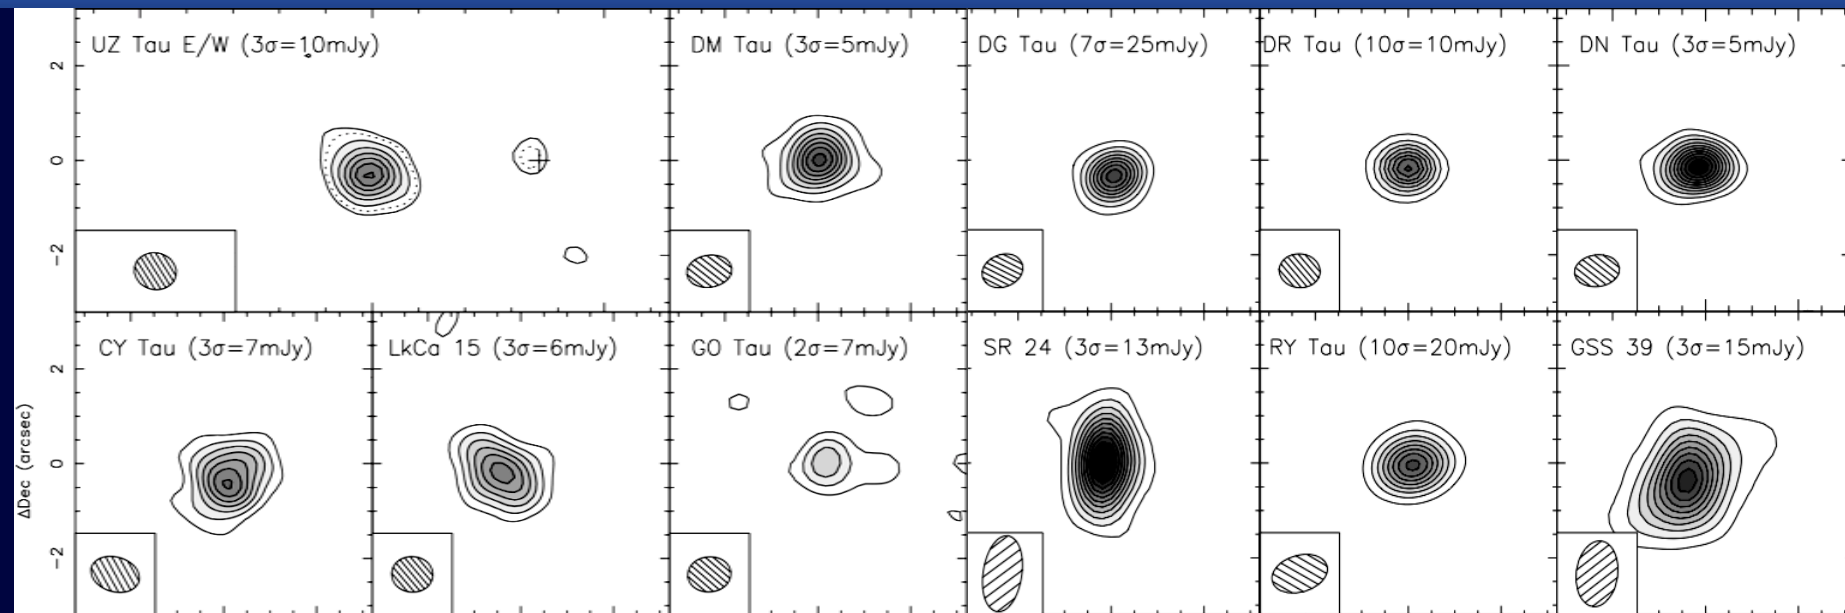 UZ Tau E/W (3σ=10mJy)
DM Tau (3σ=5mJy)
DG Tau (7σ=25mJy)
DR Tau (10σ=10mJy)
DN Tau (3σ=5mJy)
2
0
−2
CY Tau (3σ=7mJy)
LkCa 15 (3σ=6mJy)
GO Tau (2σ=7mJy)
SR 24 (3σ=13mJy)
RY Tau (10σ=20mJy)
GSS 39 (3σ=15mJy)
2
0
−2
ΔDec (arcsec)